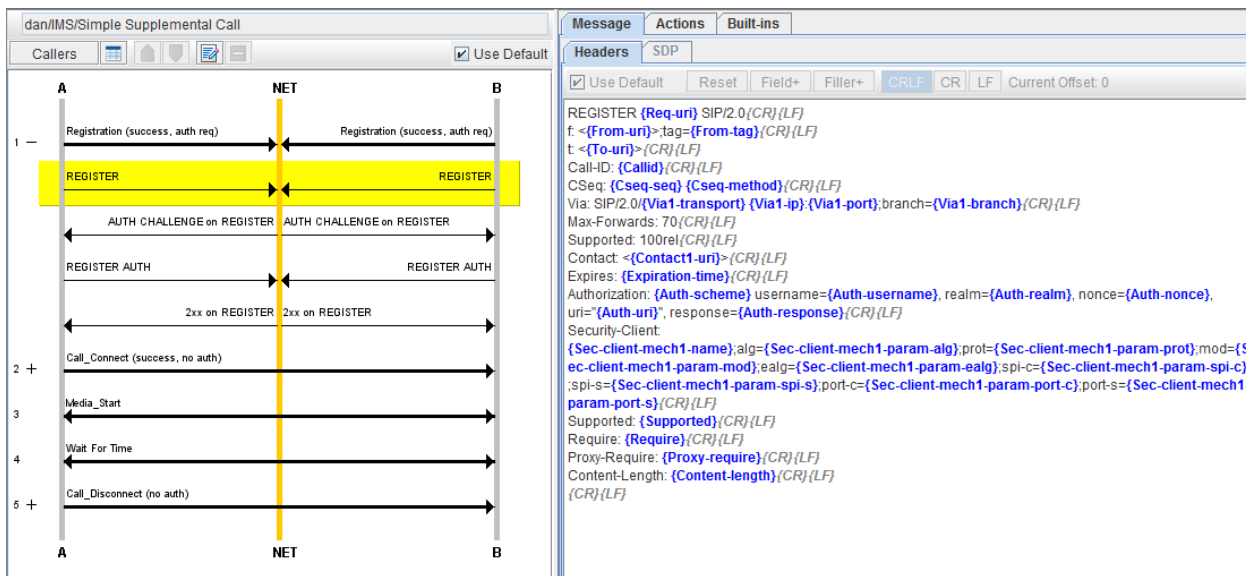 dan/IMS/Simple Supplemental Call
Callers
Use Default
A NET B
Registration (success, auth req) Registration (success, auth req)
1 —
REGISTER REGISTER
AUTH CHALLENGE on REGISTER AUTH CHALLENGE on REGISTER
REGISTER AUTH REGISTER AUTH
2xx on REGISTER 2xx on REGISTER
Call_Connect (success, no auth)
2 +
Media_Start
3
Wait For Time
4
Call_Disconnect (no auth)
5 +
A NET B
Message Actions Built-ins
Headers SDP
Use Default Reset Field+ Filler+ CRLF CR LF Current Offset: 0
REGISTER {Req-uri} SIP/2.0{CR}{LF}
f: <{From-uri}>;tag={From-tag}{CR}{LF}
t: <{To-uri}>{CR}{LF}
Call-ID: {Callid}{CR}{LF}
CSeq: {Cseq-seq} {Cseq-method}{CR}{LF}
Via: SIP/2.0/{Via1-transport} {Via1-ip}:{Via1-port};branch={Via1-branch}{CR}{LF}
Max-Forwards: 70{CR}{LF}
Supported: 100rel{CR}{LF}
Contact: <{Contact1-uri}>{CR}{LF}
Expires: {Expiration-time}{CR}{LF}
Authorization: {Auth-scheme} username={Auth-username}, realm={Auth-realm}, nonce={Auth-nonce},
uri="{Auth-uri}", response={Auth-response}{CR}{LF}
Security-Client:
{Sec-client-mech1-name};alg={Sec-client-mech1-param-alg};prot={Sec-client-mech1-param-prot};mod={S
ec-client-mech1-param-mod};ealg={Sec-client-mech1-param-ealg};spi-c={Sec-client-mech1-param-spi-c}
;spi-s={Sec-client-mech1-param-spi-s};port-c={Sec-client-mech1-param-port-c};port-s={Sec-client-mech1
param-port-s}{CR}{LF}
Supported: {Supported}{CR}{LF}
Require: {Require}{CR}{LF}
Proxy-Require: {Proxy-require}{CR}{LF}
Content-Length: {Content-length}{CR}{LF}
{CR}{LF}